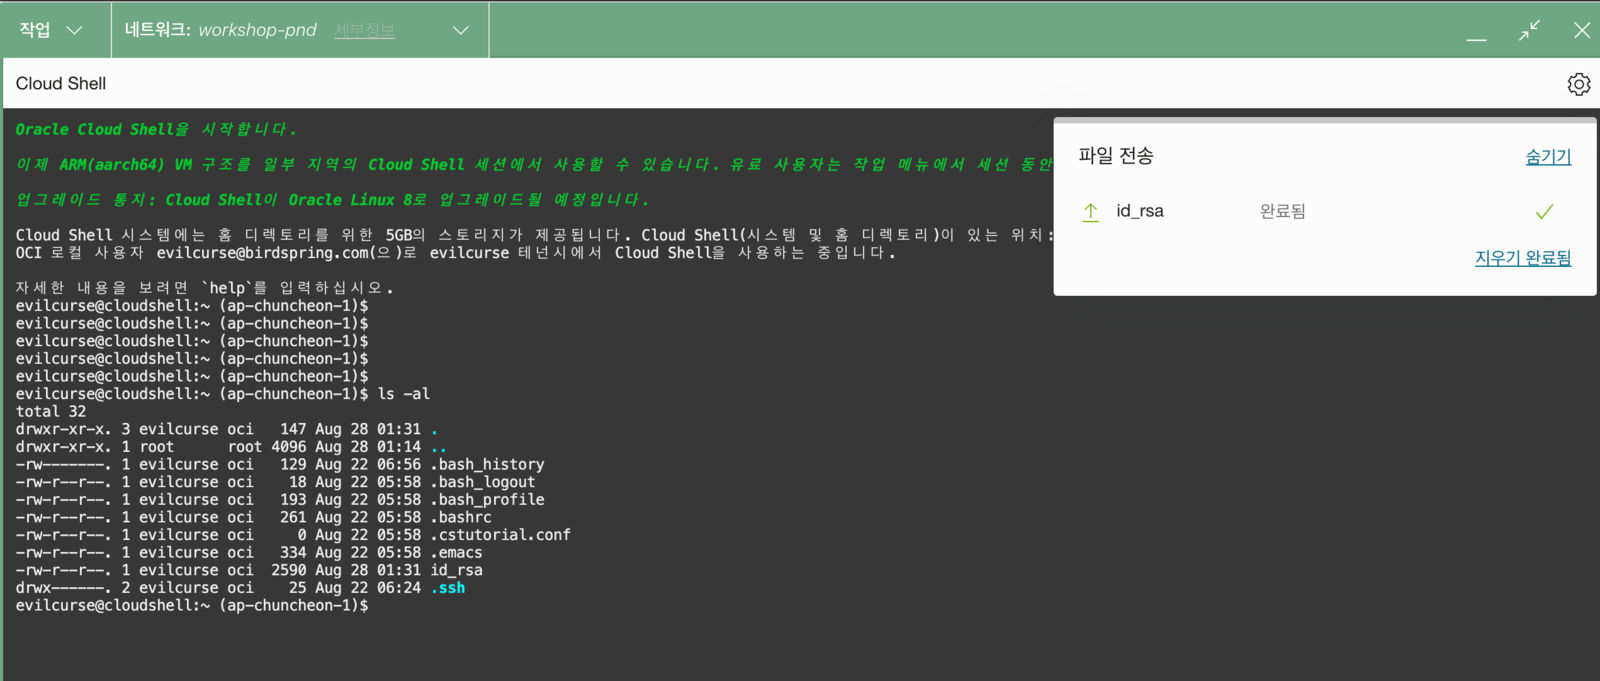 작업
네트워크: workshop-pnd 세부정보
Cloud Shell
Oracle Cloud Shell을 시작합니다.
이제 ARM(aarch64) VM 구조를 일부 지역의 Cloud Shell 세션에서 사용할 수 있습니다. 유료 사용자는 작업 메뉴에서 세션 동안
업그레이드 통지: Cloud Shell이 Oracle Linux 8로 업그레이드될 예정입니다.
Cloud Shell 시스템에는 홈 디렉토리를 위한 5GB의 스토리지가 제공됩니다. Cloud Shell(시스템 및 홈 디렉토리)이 있는 위치:
OCI 로컬 사용자 evilcurse@birdspring.com(으)로 evilcurse 테넌시에서 Cloud Shell을 사용하는 중입니다.
자세한 내용을 보려면 `help`를 입력하십시오.
evilcurse@cloudshell:~ (ap-chuncheon-1)$
evilcurse@cloudshell:~ (ap-chuncheon-1)$
evilcurse@cloudshell:~ (ap-chuncheon-1)$
evilcurse@cloudshell:~ (ap-chuncheon-1)$
evilcurse@cloudshell:~ (ap-chuncheon-1)$
evilcurse@cloudshell:~ (ap-chuncheon-1)$ ls -al
total 32
drwxr-xr-x. 3 evilcurse oci 147 Aug 28 01:31 .
drwxr-xr-x. 1 root root 4096 Aug 28 01:14 ..
-rw-------. 1 evilcurse oci 129 Aug 22 06:56 .bash_history
-rw-r--r--. 1 evilcurse oci 18 Aug 22 05:58 .bash_logout
-rw-r--r--. 1 evilcurse oci 193 Aug 22 05:58 .bash_profile
-rw-r--r--. 1 evilcurse oci 261 Aug 22 05:58 .bashrc
-rw-r--r--. 1 evilcurse oci 0 Aug 22 05:58 .cstutorial.conf
-rw-r--r--. 1 evilcurse oci 334 Aug 22 05:58 .emacs
-rw-r--r--. 1 evilcurse oci 2590 Aug 28 01:31 id_rsa
drwx------. 2 evilcurse oci 25 Aug 22 06:24 .ssh
evilcurse@cloudshell:~ (ap-chuncheon-1)$
파일 전송 숨기기
id_rsa 완료됨
지우기 완료됨